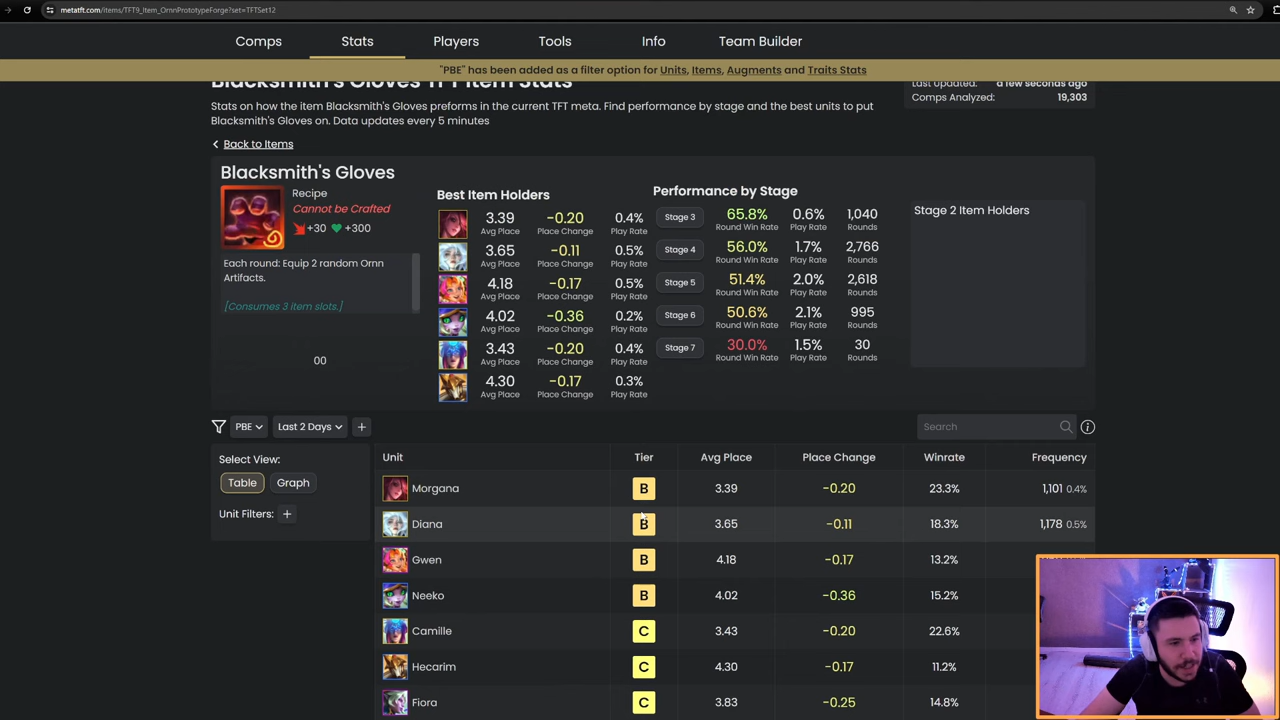 metatft.com/items/TFT9_Item_OrnnPrototypeForge?set=TFTSet12
Comps Stats Players Tools Info Team Builder
"PBE" has been added as a filter option for Units, Items, Augments and Traits Stats
Blacksmith's Gloves TFT Item Stats
Last Updated: a few seconds ago
Comps Analyzed: 19,303
Stats on how the item Blacksmith's Gloves preforms in the current TFT meta. Find performance by stage and the best units to put
Blacksmith's Gloves on. Data updates every 5 minutes
Back to Items
Blacksmith's Gloves
Recipe
Cannot be Crafted
+30 +300
Each round: Equip 2 random Ornn
Artifacts.
[Consumes 3 item slots.]
00
Best Item Holders
3.39 -0.20 0.4%
Avg Place Place Change Play Rate
3.65 -0.11 0.5%
Avg Place Place Change Play Rate
4.18 -0.17 0.5%
Avg Place Place Change Play Rate
4.02 -0.36 0.2%
Avg Place Place Change Play Rate
3.43 -0.20 0.4%
Avg Place Place Change Play Rate
4.30 -0.17 0.3%
Avg Place Place Change Play Rate
Performance by Stage
Stage 3 65.8% 0.6% 1,040
Round Win Rate Play Rate Rounds
Stage 4 56.0% 1.7% 2,766
Round Win Rate Play Rate Rounds
Stage 5 51.4% 2.0% 2,618
Round Win Rate Play Rate Rounds
Stage 6 50.6% 2.1% 995
Round Win Rate Play Rate Rounds
Stage 7 30.0% 1.5% 30
Round Win Rate Play Rate Rounds
Stage 2 Item Holders
PBE Last 2 Days +
Search
Select View:
Table Graph
Unit Filters: +
Unit Tier Avg Place Place Change Winrate Frequency
Morgana B 3.39 -0.20 23.3% 1,101 0.4%
Diana B 3.65 -0.11 18.3% 1,178 0.5%
Gwen B 4.18 -0.17 13.2%
Neeko B 4.02 -0.36 15.2%
Camille C 3.43 -0.20 22.6%
Hecarim C 4.30 -0.17 11.2%
Fiora C 3.83 -0.25 14.8%